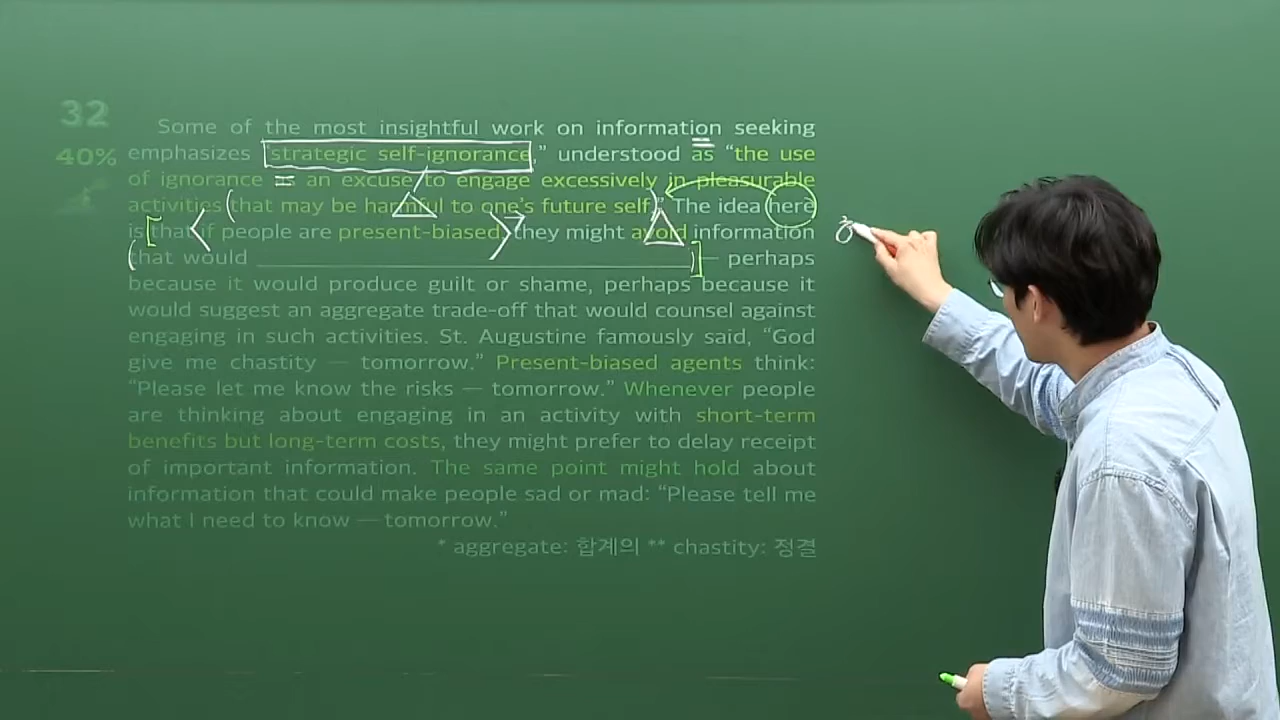 32
40%
Some of the most insightful work on information seeking
emphasizes "strategic self-ignorance," understood as "the use
of ignorance as an excuse to engage excessively in pleasurable
activities that may be harmful to one's future self." The idea here
is that if people are present-biased, they might avoid information
that would ____________________ — perhaps
because it would produce guilt or shame, perhaps because it
would suggest an aggregate trade-off that would counsel against
engaging in such activities. St. Augustine famously said, "God
give me chastity — tomorrow." Present-biased agents think:
"Please let me know the risks — tomorrow." Whenever people
are thinking about engaging in an activity with short-term
benefits but long-term costs, they might prefer to delay receipt
of important information. The same point might hold about
information that could make people sad or mad: "Please tell me
what I need to know — tomorrow."
* aggregate: 합계의 ** chastity: 정결